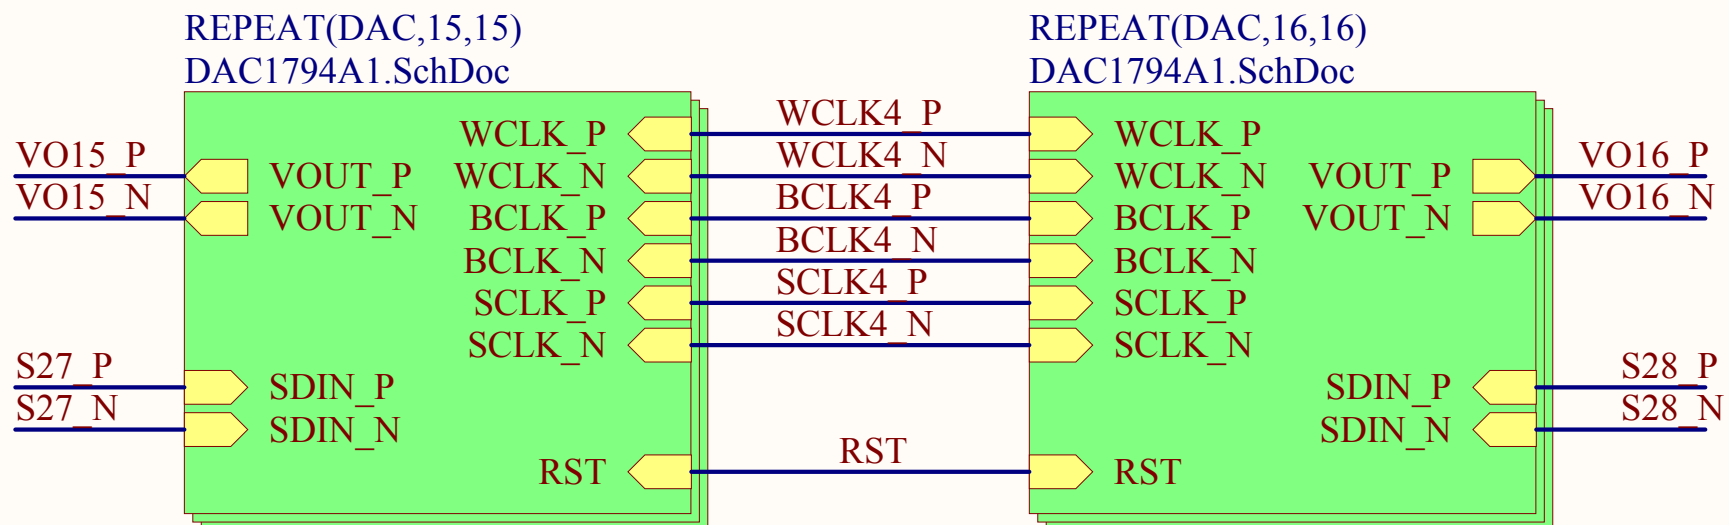 REPEAT(DAC,15,15)
DAC1794A1.SchDoc
VO15_P
VO15_N
VOUT_P
VOUT_N
S27_P
S27_N
SDIN_P
SDIN_N
WCLK_P
WCLK_N
BCLK_P
BCLK_N
SCLK_P
SCLK_N
RST
WCLK4_P
WCLK4_N
BCLK4_P
BCLK4_N
SCLK4_P
SCLK4_N
RST
REPEAT(DAC,16,16)
DAC1794A1.SchDoc
WCLK_P
WCLK_N
BCLK_P
BCLK_N
SCLK_P
SCLK_N
RST
VOUT_P
VOUT_N
SDIN_P
SDIN_N
VO16_P
VO16_N
S28_P
S28_N